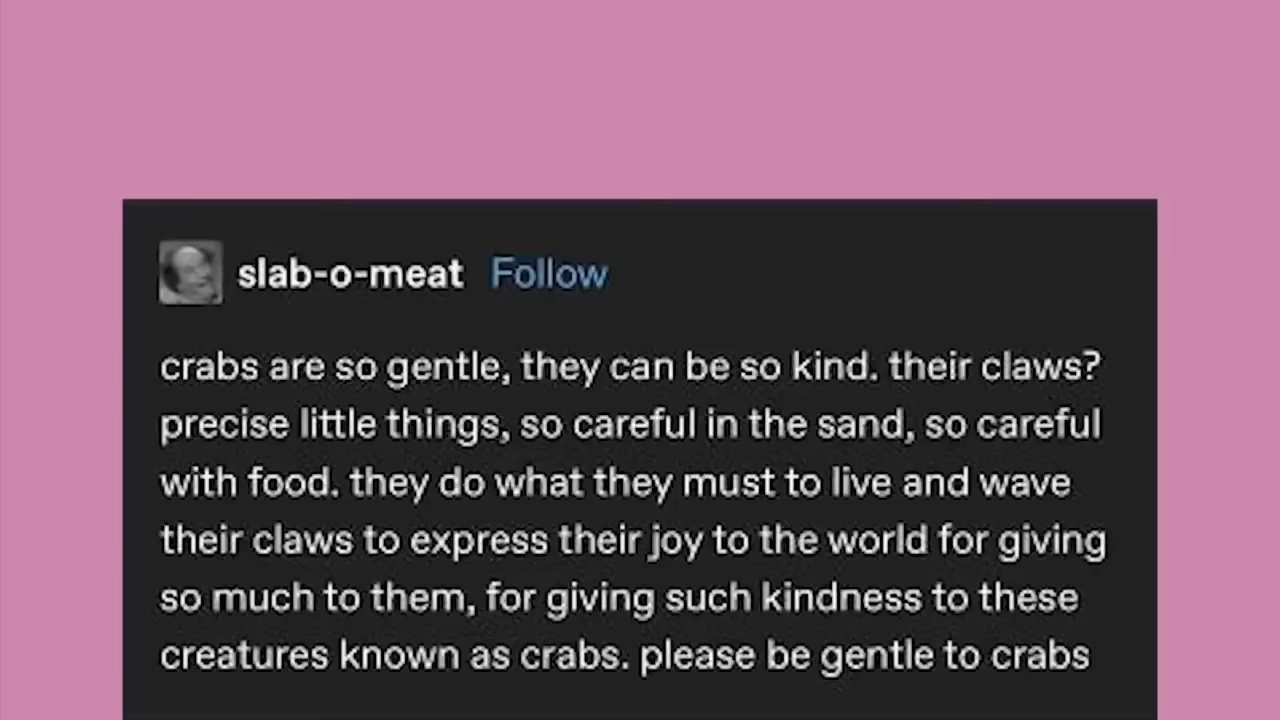 slab-o-meat Follow
crabs are so gentle, they can be so kind. their claws?
precise little things, so careful in the sand, so careful
with food. they do what they must to live and wave
their claws to express their joy to the world for giving
so much to them, for giving such kindness to these
creatures known as crabs. please be gentle to crabs